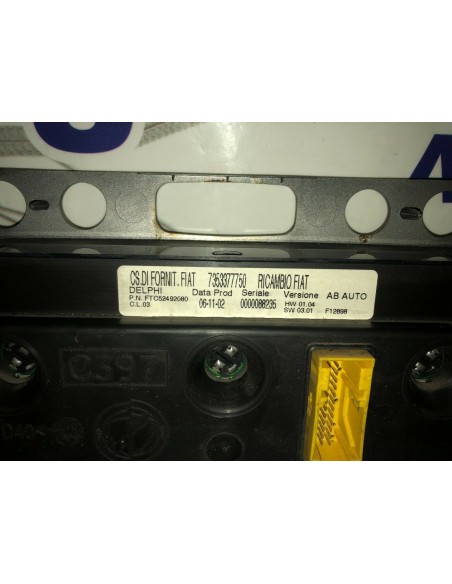 CS.DI FORNIT. FIAT 7353377750 RICAMBIO FIAT
DELPHI Data Prod Seriale Versione AB AUTO
P.N. FTC52492080 06-11-02 0000088235 HW 01.04
C.L.03 SW 03.01 F12898
C397